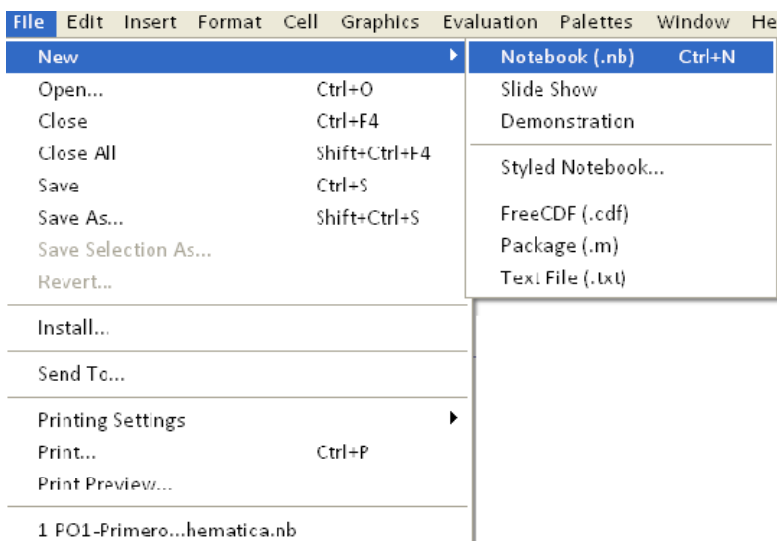 File Edit Insert Format Cell Graphics Evaluation Palettes Window He
New
Open... Ctrl+O
Close Ctrl+F4
Close All Shift+Ctrl+F4
Save Ctrl+S
Save As... Shift+Ctrl+S
Save Selection As...
Revert...
Install...
Send To...
Printing Settings
Print... Ctrl+P
Print Preview...
1 PO1-Primero...hematica.nb
Notebook (.nb) Ctrl+N
Slide Show
Demonstration
Styled Notebook...
FreeCDF (.cdf)
Package (.m)
Text File (.txt)